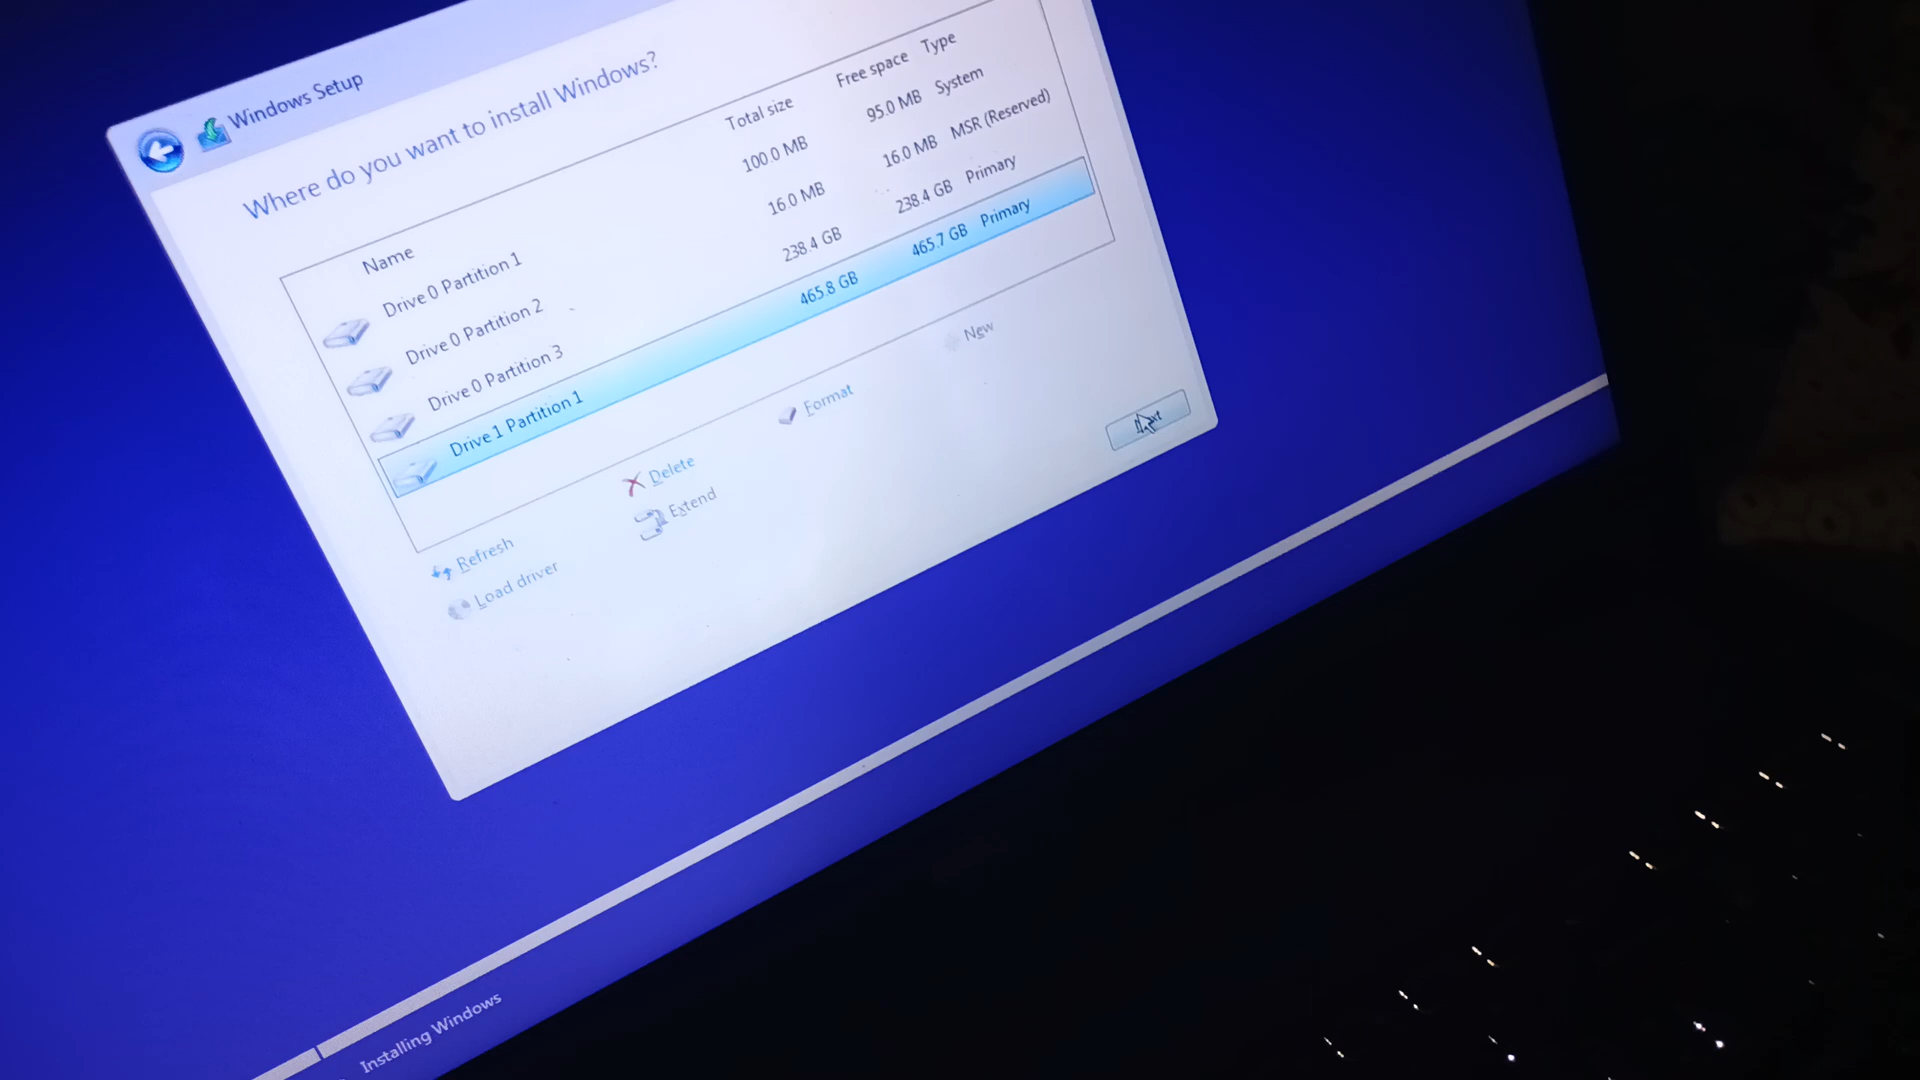 Windows Setup
Where do you want to install Windows?
Name Total size Free space Type
Drive 0 Partition 1 100.0 MB 95.0 MB System
Drive 0 Partition 2 16.0 MB 16.0 MB MSR (Reserved)
Drive 0 Partition 3 238.4 GB 238.4 GB Primary
Drive 1 Partition 1 465.8 GB 465.7 GB Primary
Refresh Delete Format New
Load driver Extend
Next
Installing Windows